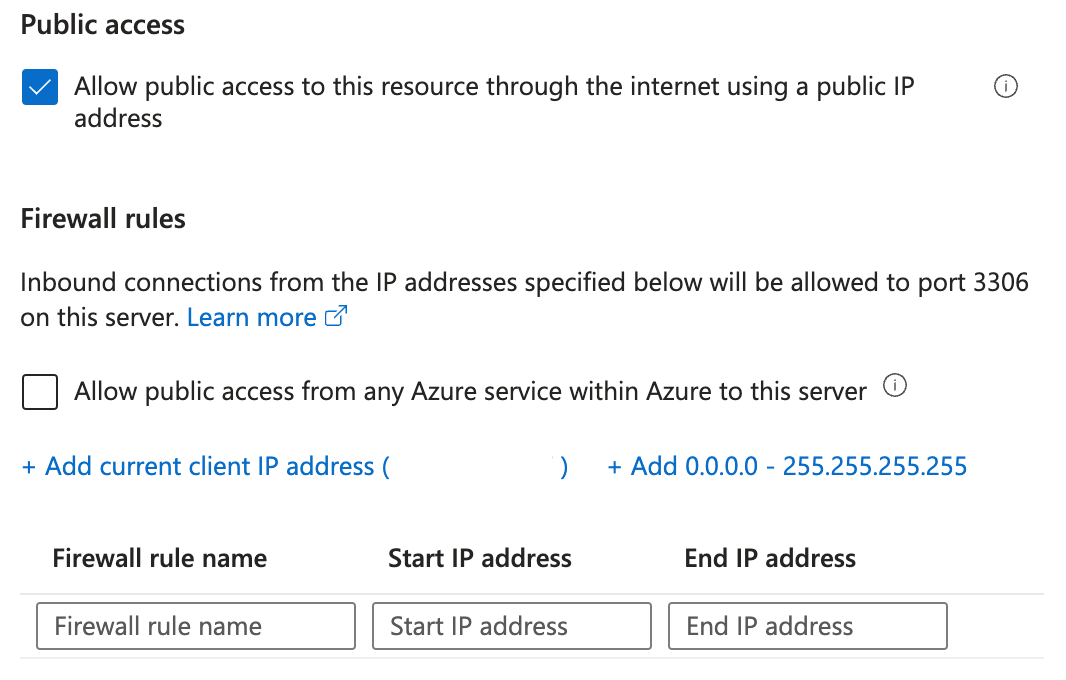 Public access
Allow public access to this resource through the internet using a public IP
address
Firewall rules
Inbound connections from the IP addresses specified below will be allowed to port 3306
on this server. Learn more
Allow public access from any Azure service within Azure to this server
+ Add current client IP address ( ) + Add 0.0.0.0 - 255.255.255.255
Firewall rule name Start IP address End IP address
Firewall rule name Start IP address End IP address